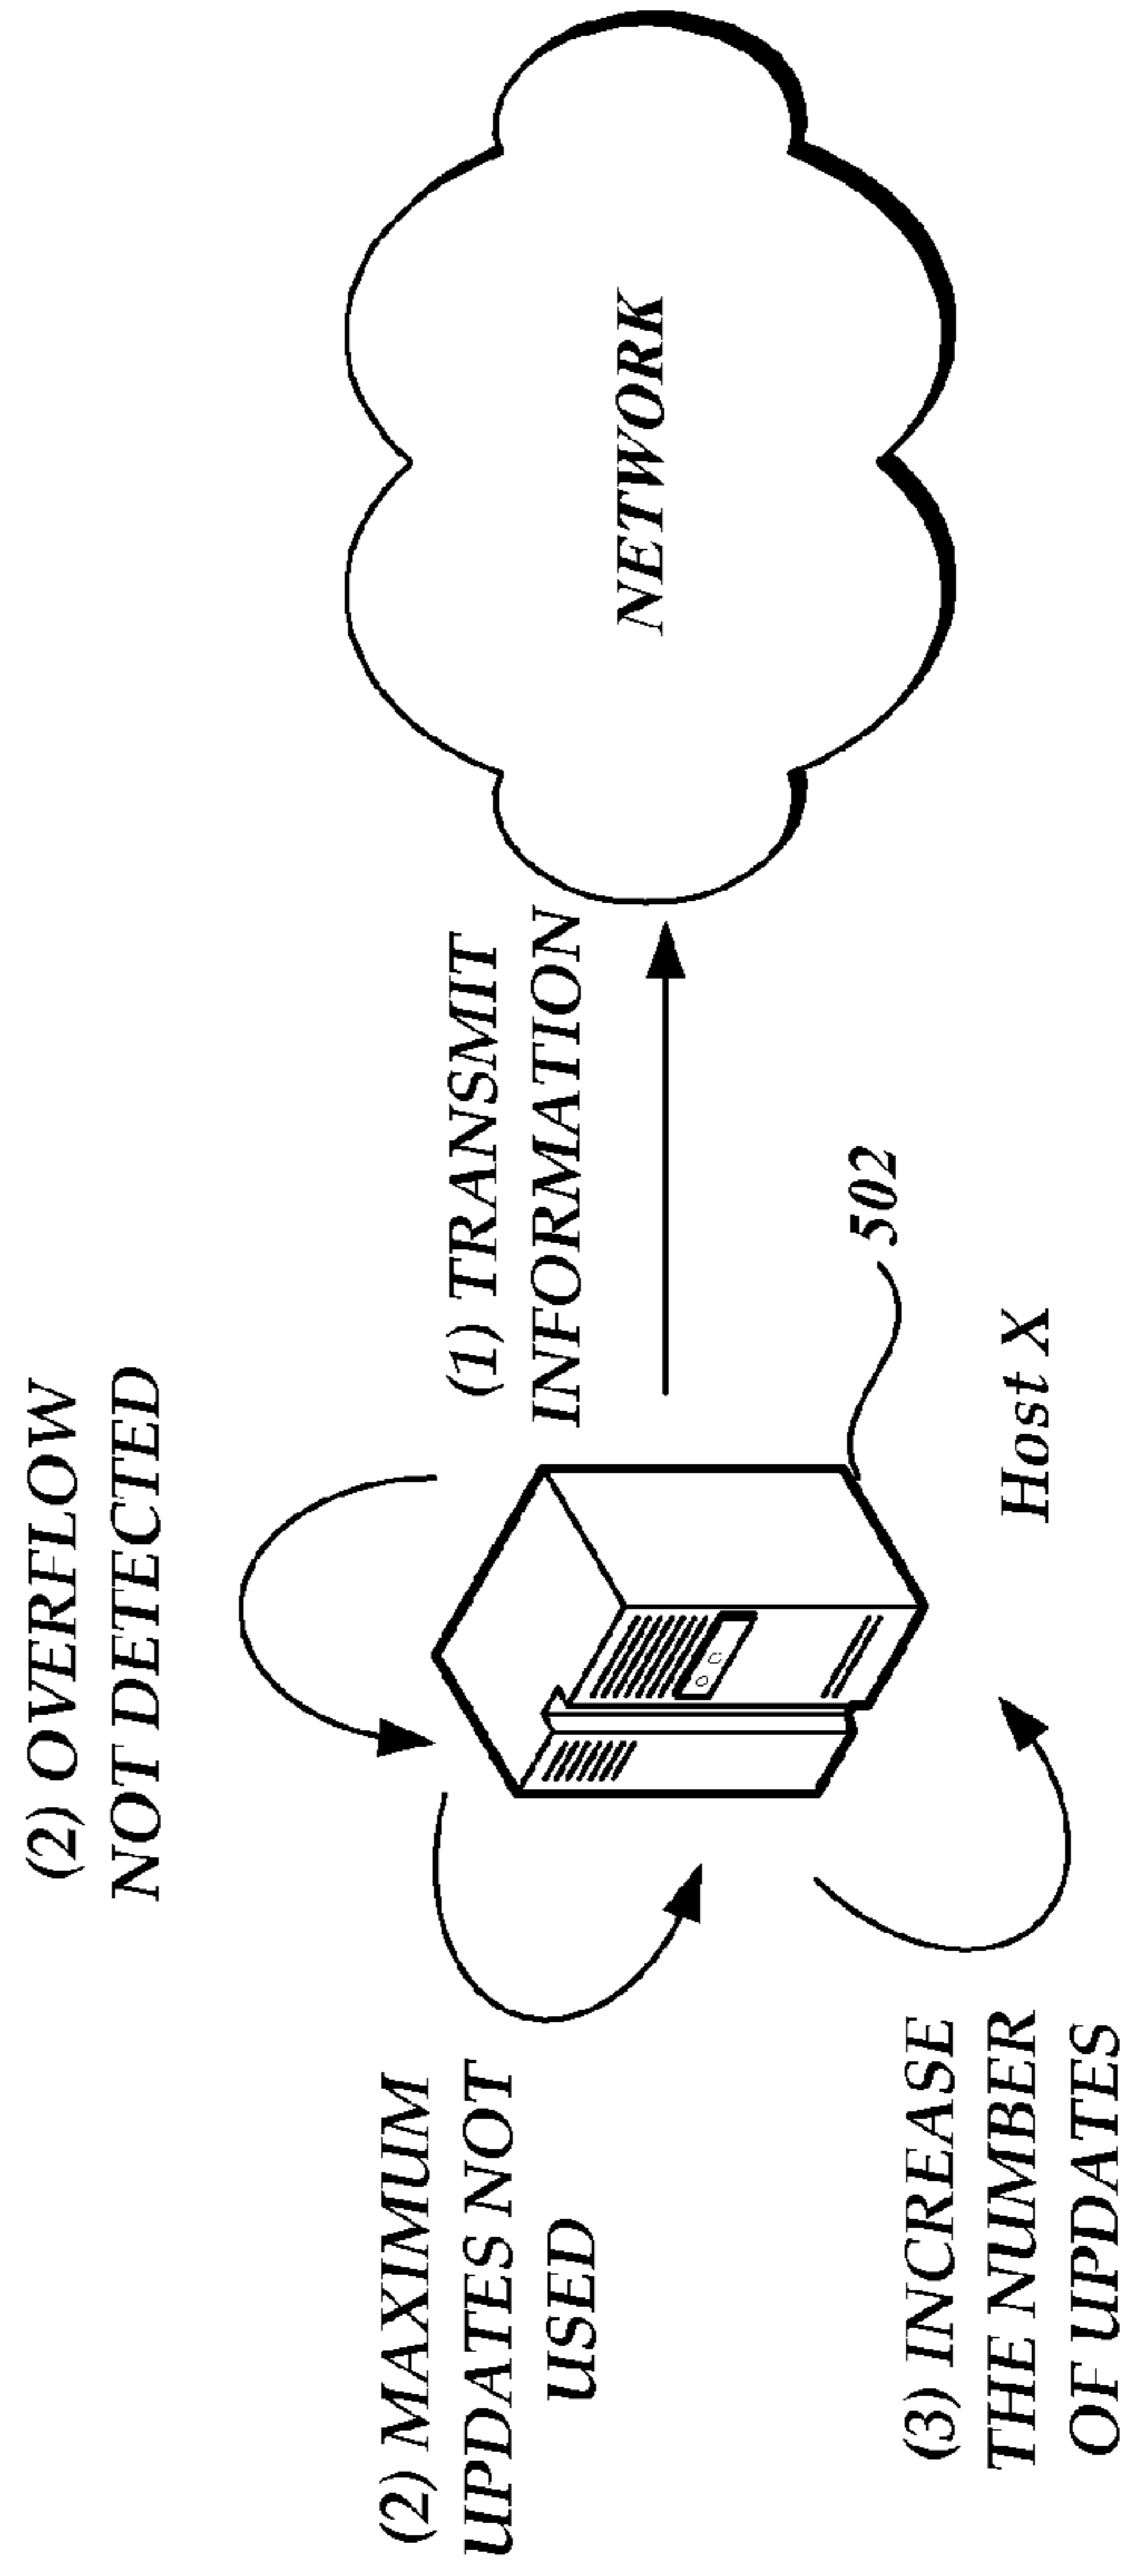 (2) OVERFLOW
NOT DETECTED
(1) TRANSMIT
INFORMATION
NETWORK
(2) MAXIMUM
UPDATES NOT
USED
502
Host X
(3) INCREASE
THE NUMBER
OF UPDATES